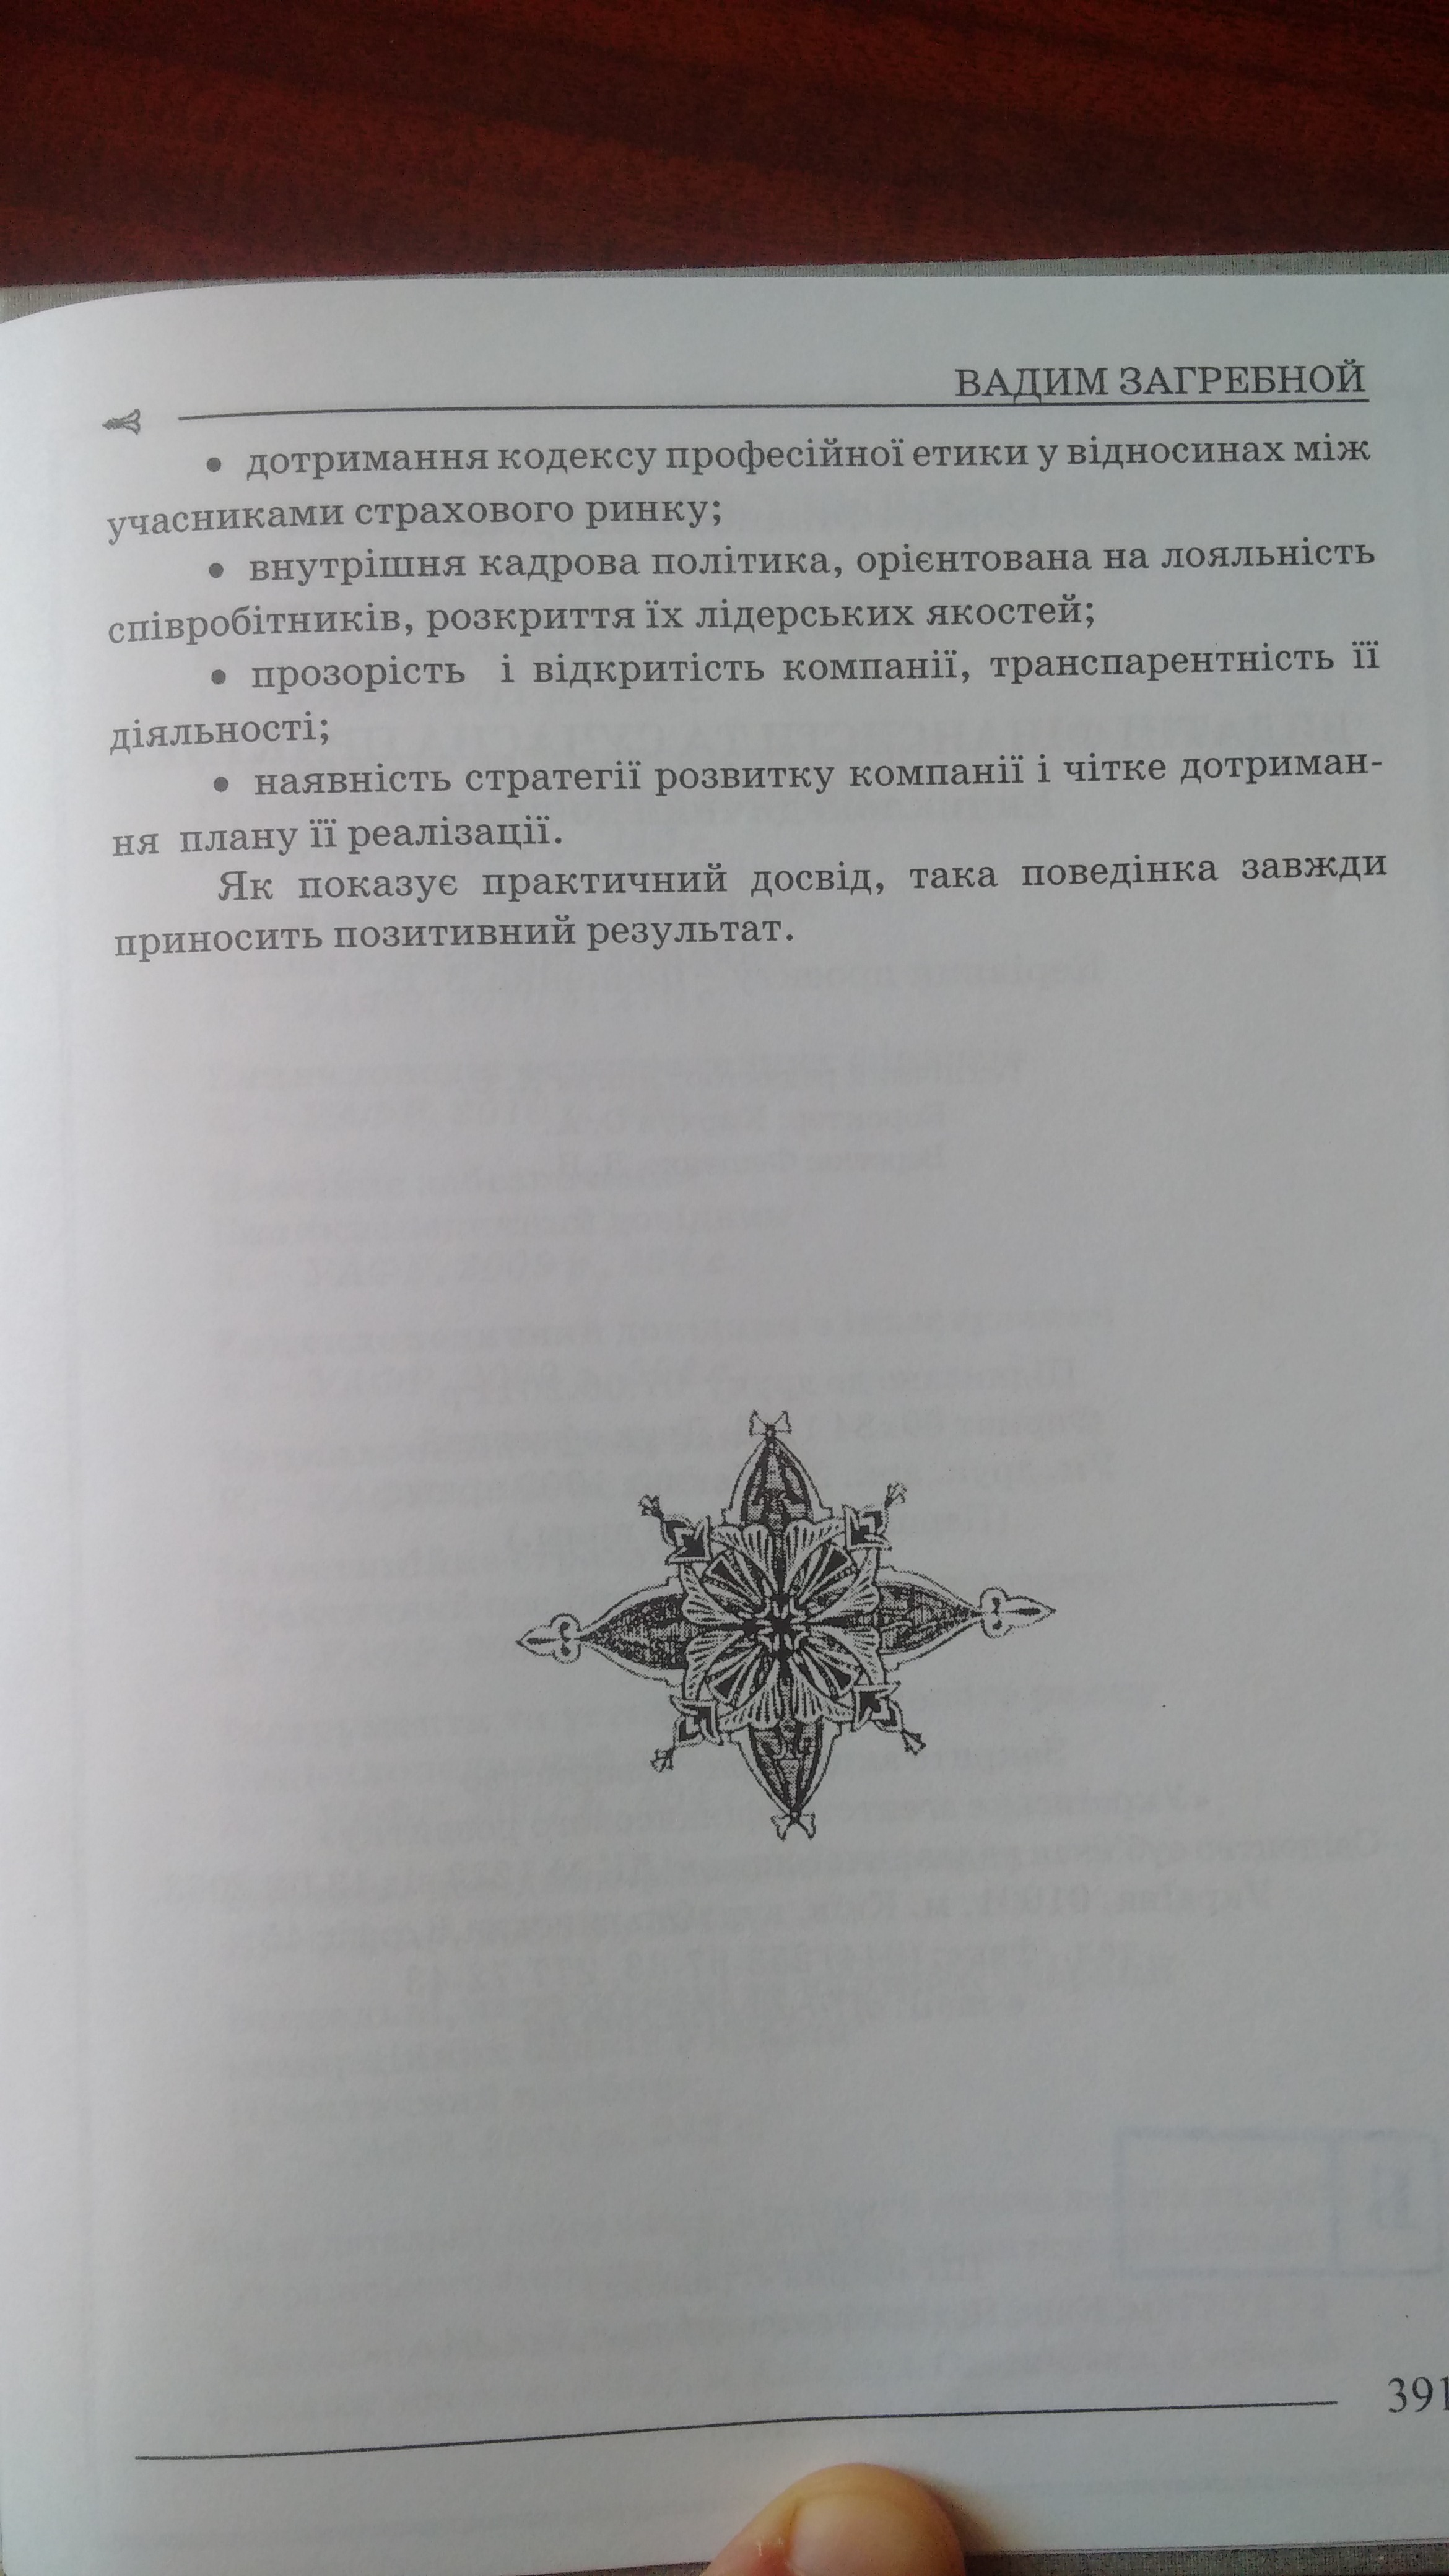 ВАДИМ ЗАГРЕБНОЙ
• дотримання кодексу професійної етики у відносинах між
учасниками страхового ринку;
• внутрішня кадрова політика, орієнтована на лояльність
співробітників, розкриття їх лідерських якостей;
• прозорість і відкритість компанії, транспарентність її
діяльності;
• наявність стратегії розвитку компанії і чітке дотриман-
ня плану її реалізації.
Як показує практичний досвід, така поведінка завжди
приносить позитивний результат.
391